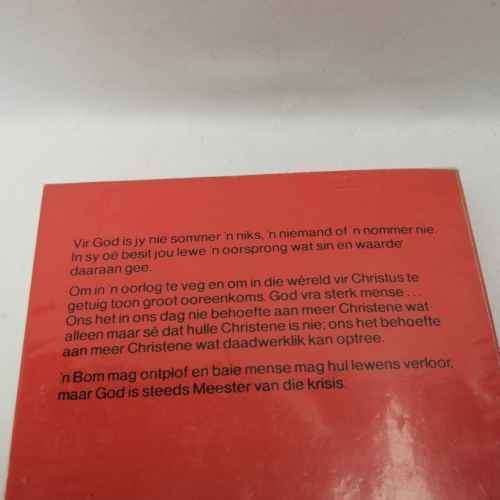 Vir God is jy nie sommer 'n niks, 'n niemand of 'n nommer nie.
In sy oë besit jou lewe 'n oorsprong wat sin en waarde
daaraan gee.
Om in 'n oorlog te veg en om in die wêreld vir Christus te
getuig toon groot ooreenkoms. God vra sterk mense ...
Ons het in ons dag nie behoefte aan meer Christene wat
alleen maar sê dat hulle Christene is nie; ons het behoefte
aan meer Christene wat daadwerklik kan optree.
'n Bom mag ontplof en baie mense mag hul lewens verloor,
maar God is steeds Meester van die krisis.